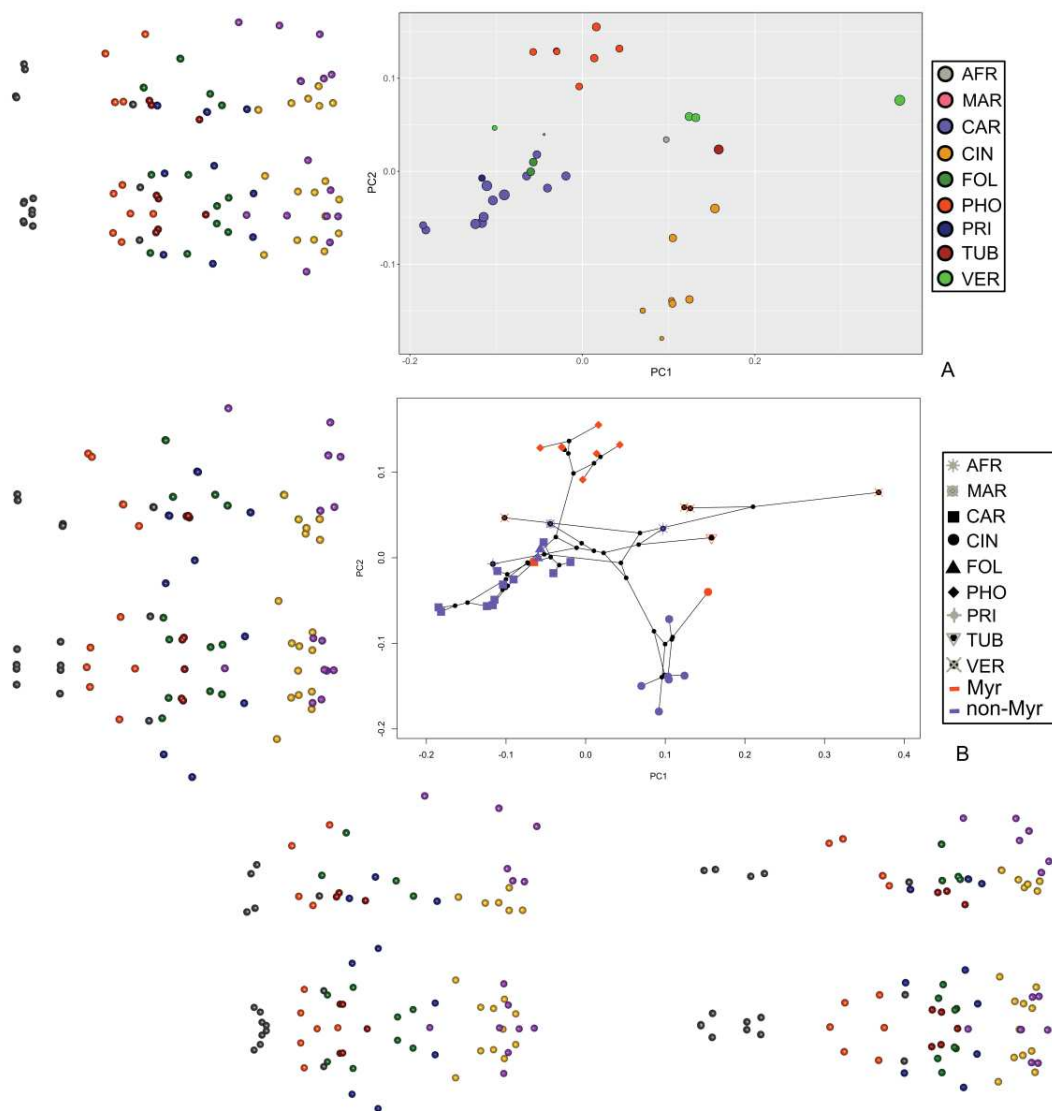 0.1
0.0
-0.1
PC2
-0.2
0.0
0.2
PC1
AFR
MAR
CAR
CIN
FOL
PHO
PRI
TUB
VER
A
0.1
0.0
-0.1
-0.2
PC2
-0.2
-0.1
0.0
0.1
0.2
0.3
0.4
PC1
AFR
MAR
CAR
CIN
FOL
PHO
PRI
TUB
VER
Myr
non-Myr
B